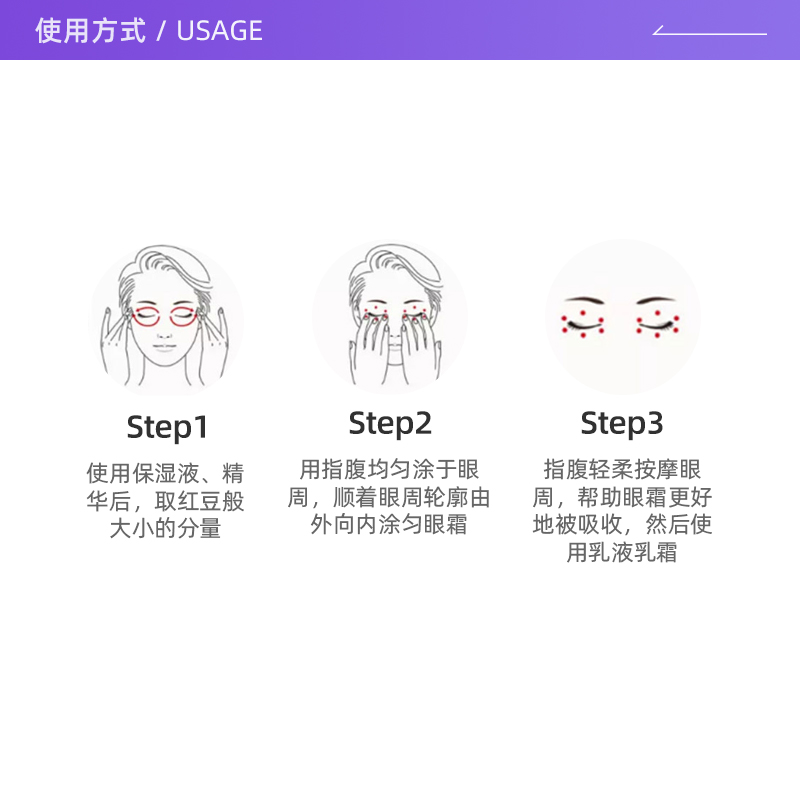 使用方式 / USAGE
Step1
使用保湿液、精
华后，取红豆般
大小的分量
Step2
用指腹均匀涂于眼
周，顺着眼周轮廓由
外向内涂匀眼霜
Step3
指腹轻柔按摩眼
周，帮助眼霜更好
地被吸收，然后使
用乳液乳霜